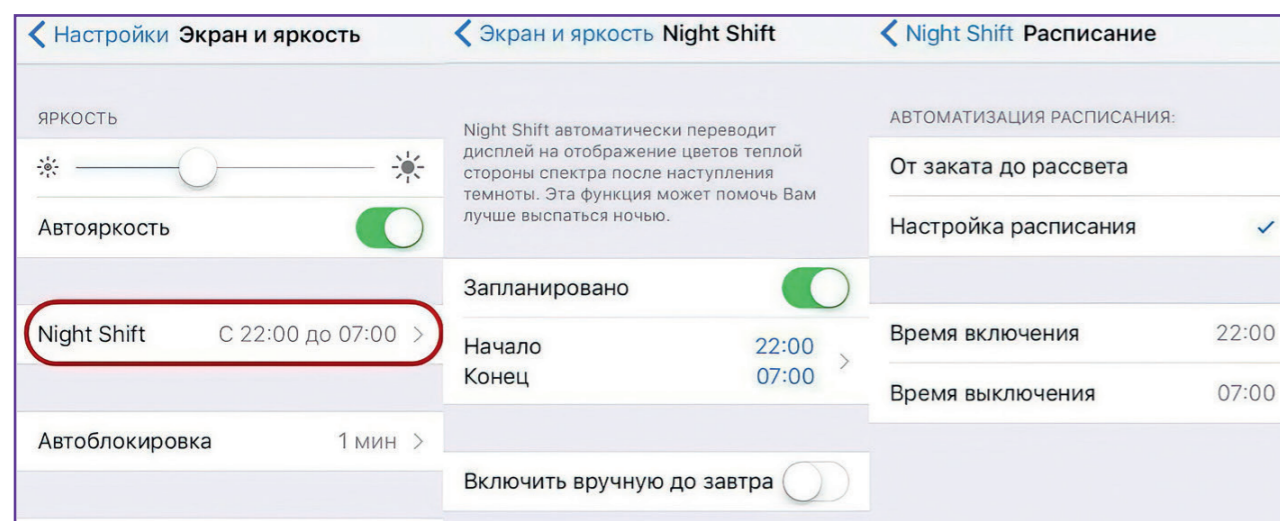 Настройки Экран и яркость
ЯРКОСТЬ
Автояркость
Night Shift С 22:00 до 07:00
Автоблокировка 1 мин
Экран и яркость Night Shift
Night Shift автоматически переводит
дисплей на отображение цветов теплой
стороны спектра после наступления
темноты. Эта функция может помочь Вам
лучше выспаться ночью.
Запланировано
Начало 22:00
Конец 07:00
Включить вручную до завтра
Night Shift Расписание
АВТОМАТИЗАЦИЯ РАСПИСАНИЯ:
От заката до рассвета
Настройка расписания
Время включения 22:00
Время выключения 07:00